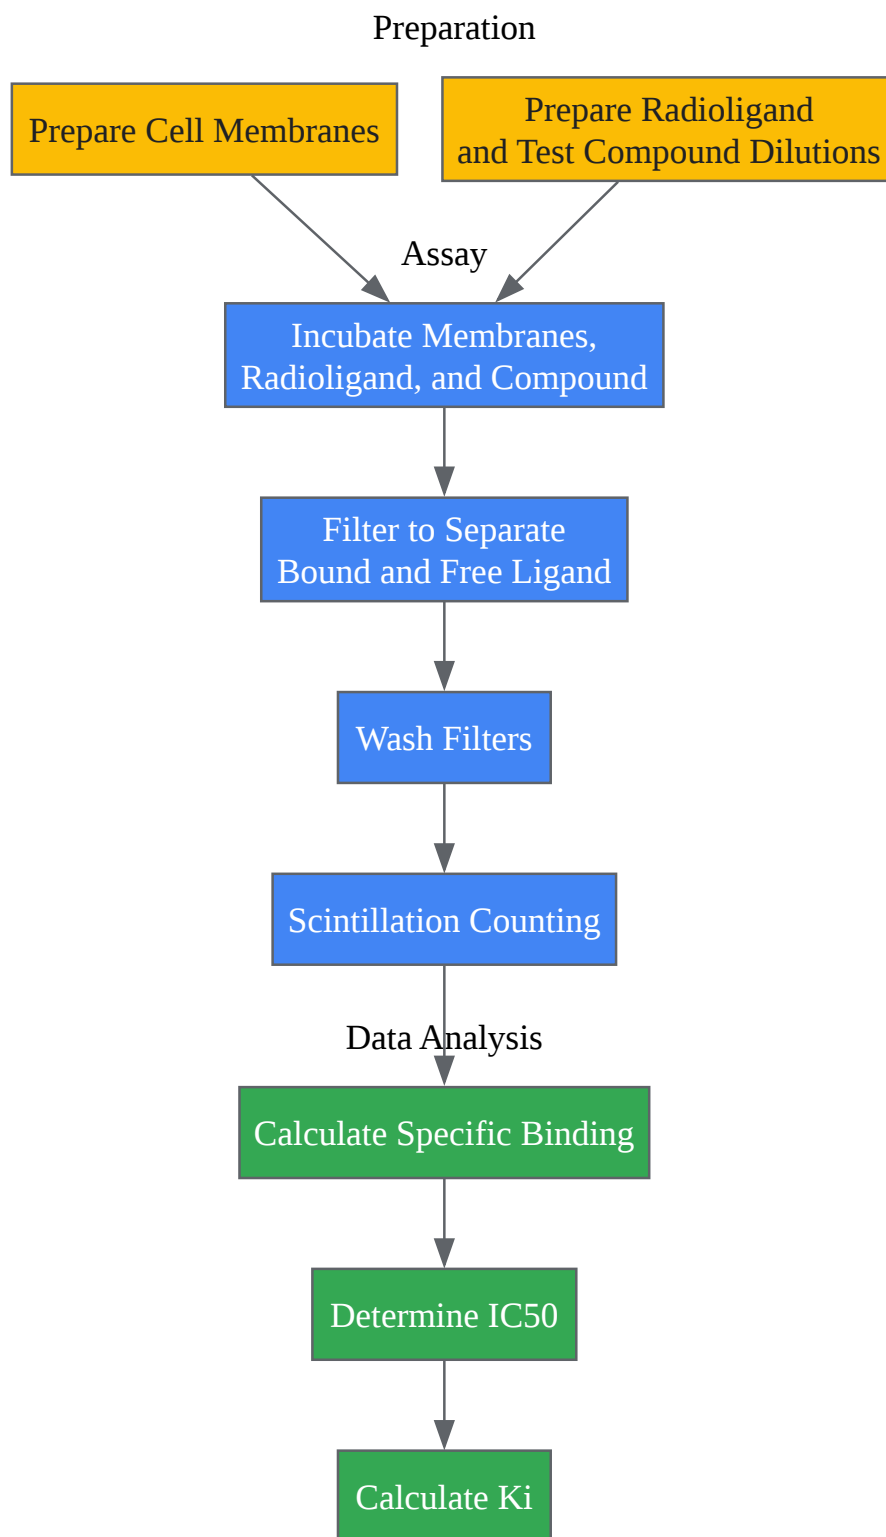 Preparation
Prepare Cell Membranes
Prepare Radioligand
and Test Compound Dilutions
Assay
Incubate Membranes,
Radioligand, and Compound
Filter to Separate
Bound and Free Ligand
Wash Filters
Scintillation Counting
Data Analysis
Calculate Specific Binding
Determine IC50
Calculate Ki